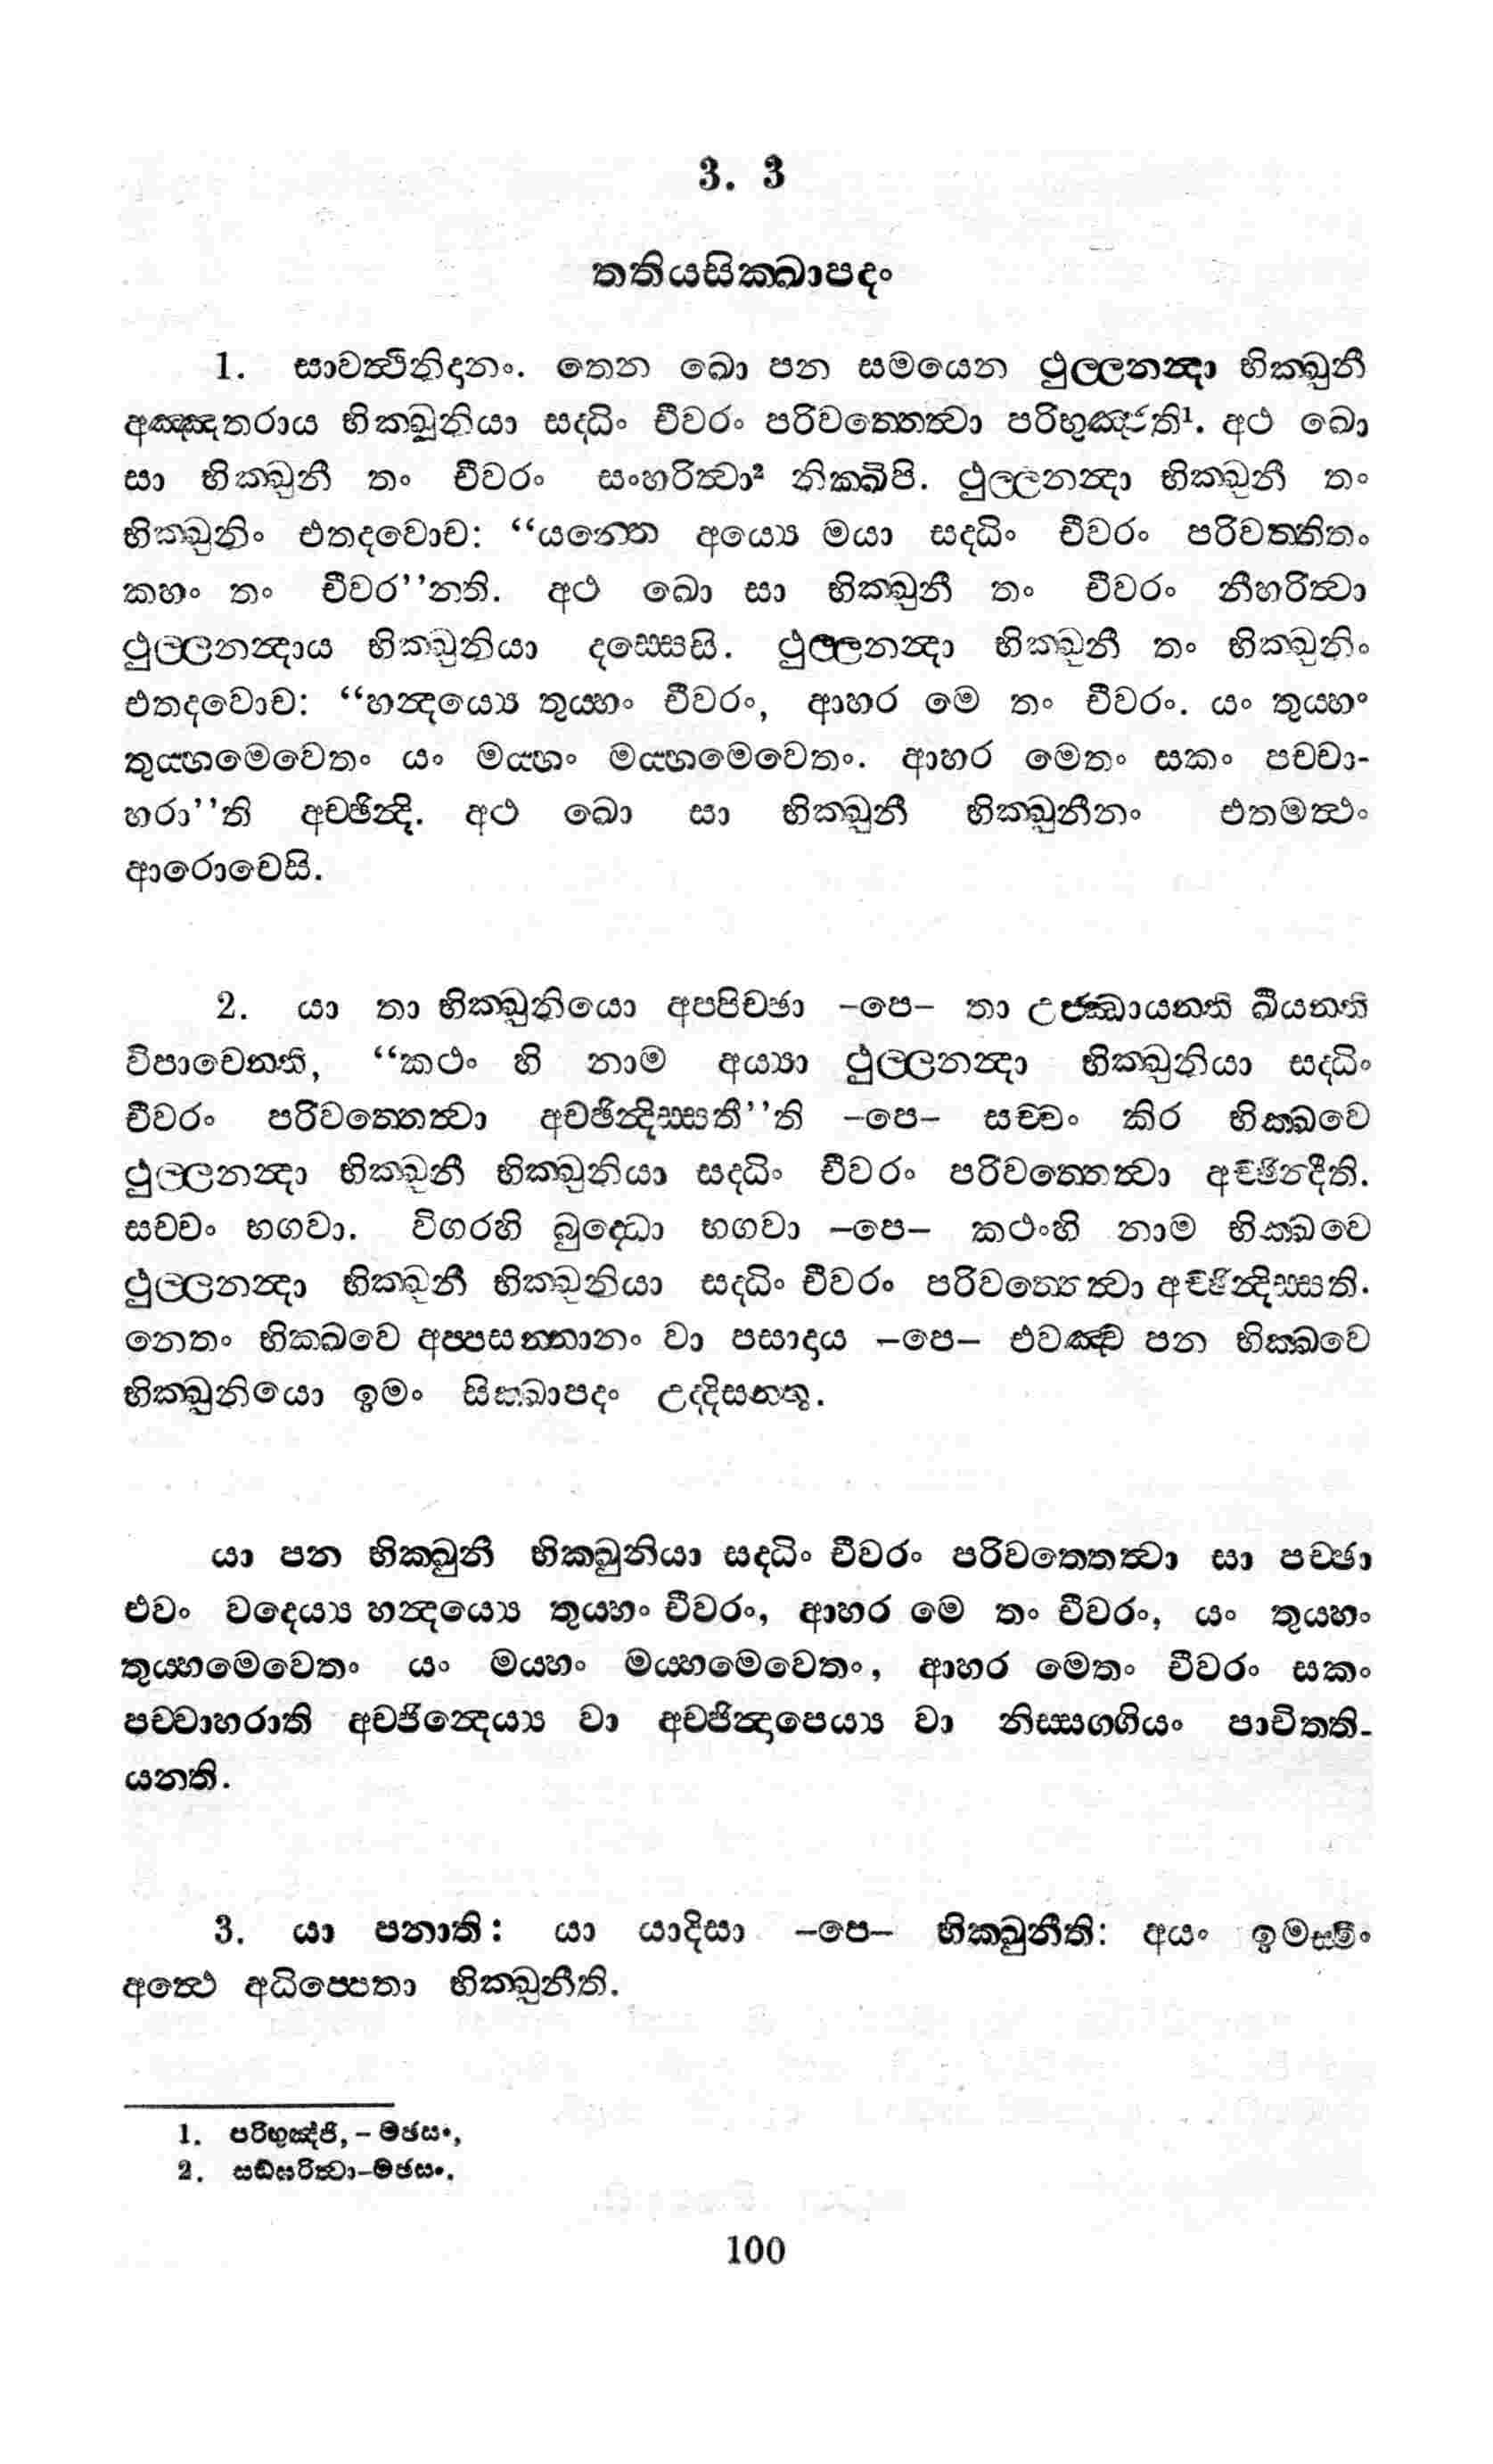 3. 3
තතියසික්ඛාපදං
1. සාවත්ථිනිදානං. තෙන ඛො පන සමයෙන ථුල්ලනන්දා භික්ඛුනී
අඤ්ඤතරාය භික්ඛුනියා සද්ධිං චීවරං පරිවත්තෙත්වා පරිභුඤ්ජති¹. අථ ඛො
සා භික්ඛුනී තං චීවරං සංහරිත්වා² නික්ඛිපි. ථුල්ලනන්දා භික්ඛුනී තං
භික්ඛුනිං එතදවොච: “යන්තෙ අය්‍යෙ මයා සද්ධිං චීවරං පරිවත්තිතං
කහං තං චීවර’’න්ති. අථ ඛො සා භික්ඛුනී තං චීවරං නීහරිත්වා
ථුල්ලනන්දාය භික්ඛුනියා දස්සෙසි. ථුල්ලනන්දා භික්ඛුනී තං භික්ඛුනිං
එතදවොච: “හන්දය්‍යෙ තුය්හං චීවරං, ආහර මෙ තං චීවරං. යං තුය්හං
තුය්හමෙවෙතං යං මය්හං මය්හමෙවෙතං. ආහර මෙතං සකං පච්චා-
හරා’’ති අච්ඡින්දි. අථ ඛො සා භික්ඛුනී භික්ඛුනීනං එතමත්ථං
ආරොචෙසි.
2. යා තා භික්ඛුනියො අප්පිච්ඡා –පෙ– තා උජ්ඣායන්ති ඛීයන්ති
විපාචෙන්ති, “කථං හි නාම අය්‍යා ථුල්ලනන්දා භික්ඛුනියා සද්ධිං
චීවරං පරිවත්තෙත්වා අච්ඡින්දිස්සතී’’ති –පෙ– සච්චං කිර භික්ඛවෙ
ථුල්ලනන්දා භික්ඛුනී භික්ඛුනියා සද්ධිං චීවරං පරිවත්තෙත්වා අච්ඡින්දීති.
සච්චං භගවා. විගරහි බුද්ධො භගවා –පෙ– කථංහි නාම භික්ඛවෙ
ථුල්ලනන්දා භික්ඛුනී භික්ඛුනියා සද්ධිං චීවරං පරිවත්තෙත්වා අච්ඡින්දිස්සති.
නෙතං භික්ඛවෙ අප්පසන්නානං වා පසාදාය –පෙ– එවඤ්ච පන භික්ඛවෙ
භික්ඛුනියො ඉමං සික්ඛාපදං උද්දිසන්තු.
යා පන භික්ඛුනී භික්ඛුනියා සද්ධිං චීවරං පරිවත්තෙත්වා සා පච්ඡා
එවං වදෙය්‍ය හන්දය්‍යෙ තුය්හං චීවරං, ආහර මෙ තං චීවරං, යං තුය්හං
තුය්හමෙවෙතං යං මය්හං මය්හමෙවෙතං, ආහර මෙතං චීවරං සකං
පච්චාහරාති අච්ඡින්දෙය්‍ය වා අච්ඡින්දාපෙය්‍ය වා නිස්සග්ගියං පාචිත්ති-
යන්ති.
3. යා පනාති: යා යාදිසා –පෙ– භික්ඛුනීති: අයං ඉමස්මිං
අත්ථෙ අධිප්පෙතා භික්ඛුනීති.
1. පරිභුඤ්ජි, – මඡසං,
2. සඞ්ඝරිත්වා–මඡසං.
100